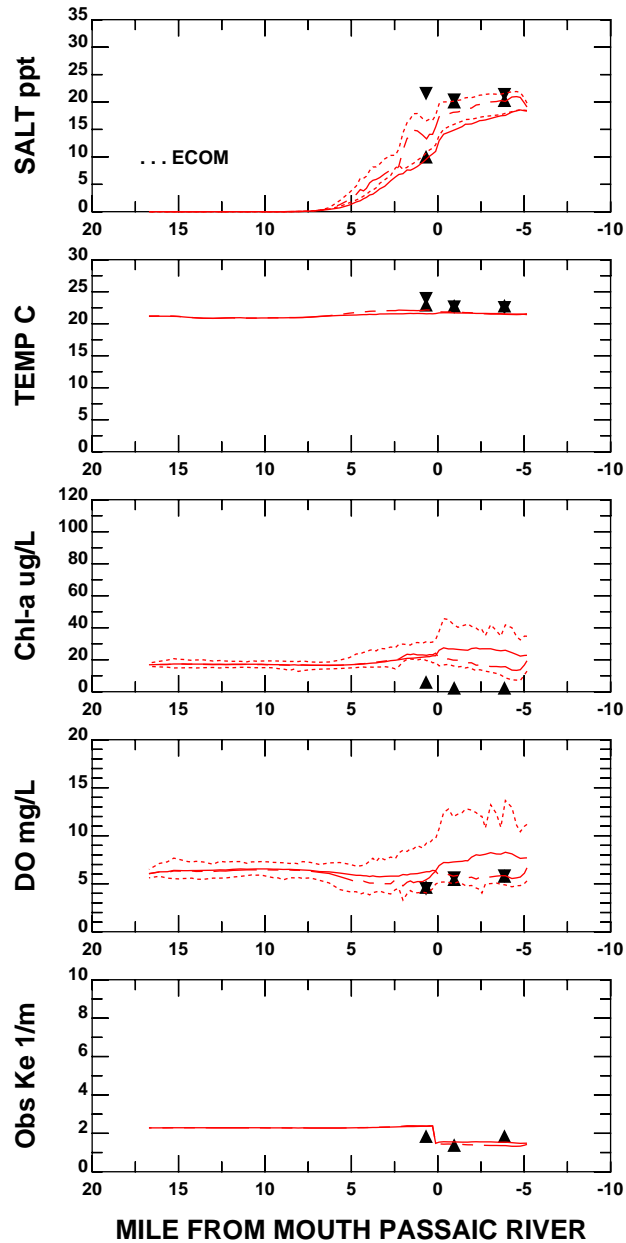 SALT ppt
35
30
25
20
15
10
5
0
. . . ECOM
20 15 10 5 0 -5 -10
TEMP C
30
25
20
15
10
5
0
20 15 10 5 0 -5 -10
Chl-a ug/L
120
100
80
60
40
20
0
20 15 10 5 0 -5 -10
DO mg/L
20
15
10
5
0
20 15 10 5 0 -5 -10
Obs Ke 1/m
10
8
6
4
2
0
20 15 10 5 0 -5 -10
MILE FROM MOUTH PASSAIC RIVER